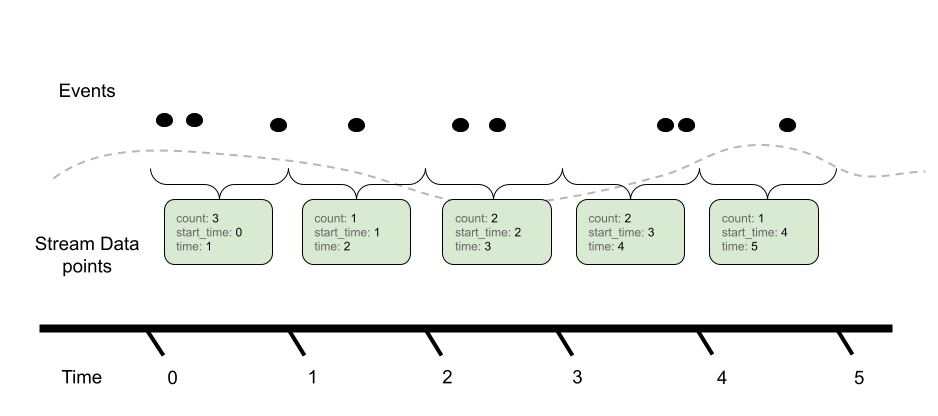 Events
count: 3
start_time: 0
time: 1
count: 1
start_time: 1
time: 2
count: 2
start_time: 2
time: 3
count: 2
start_time: 3
time: 4
count: 1
start_time: 4
time: 5
Stream Data
points
Time
0
1
2
3
4
5